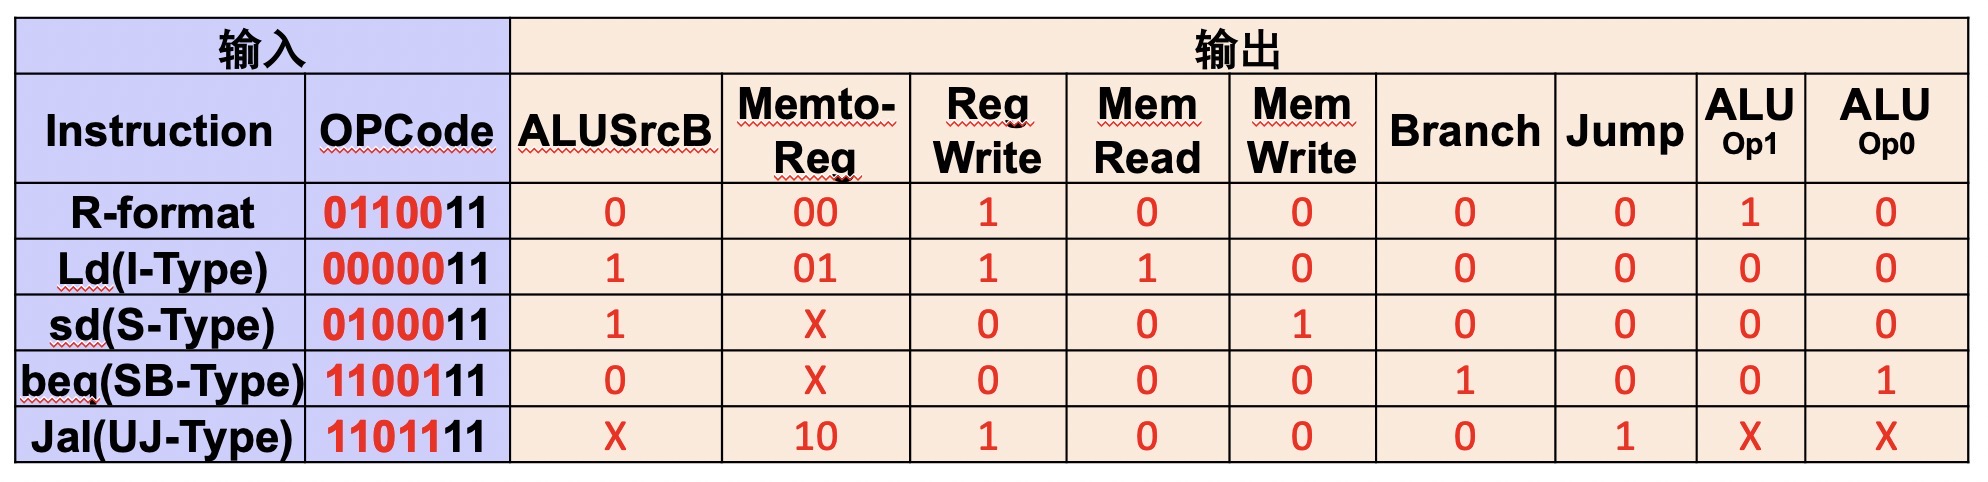 输入 输出
Instruction OPCode ALUSrcB Memto-Reg Reg Write Mem Read Mem Write Branch Jump ALU Op1 ALU Op0
R-format 0110011 0 00 1 0 0 0 0 1 0
Ld(I-Type) 0000011 1 01 1 1 0 0 0 0 0
sd(S-Type) 0100011 1 X 0 0 1 0 0 0 0
beq(SB-Type) 1100111 0 X 0 0 0 1 0 0 1
Jal(UJ-Type) 1101111 X 10 1 0 0 0 1 X X